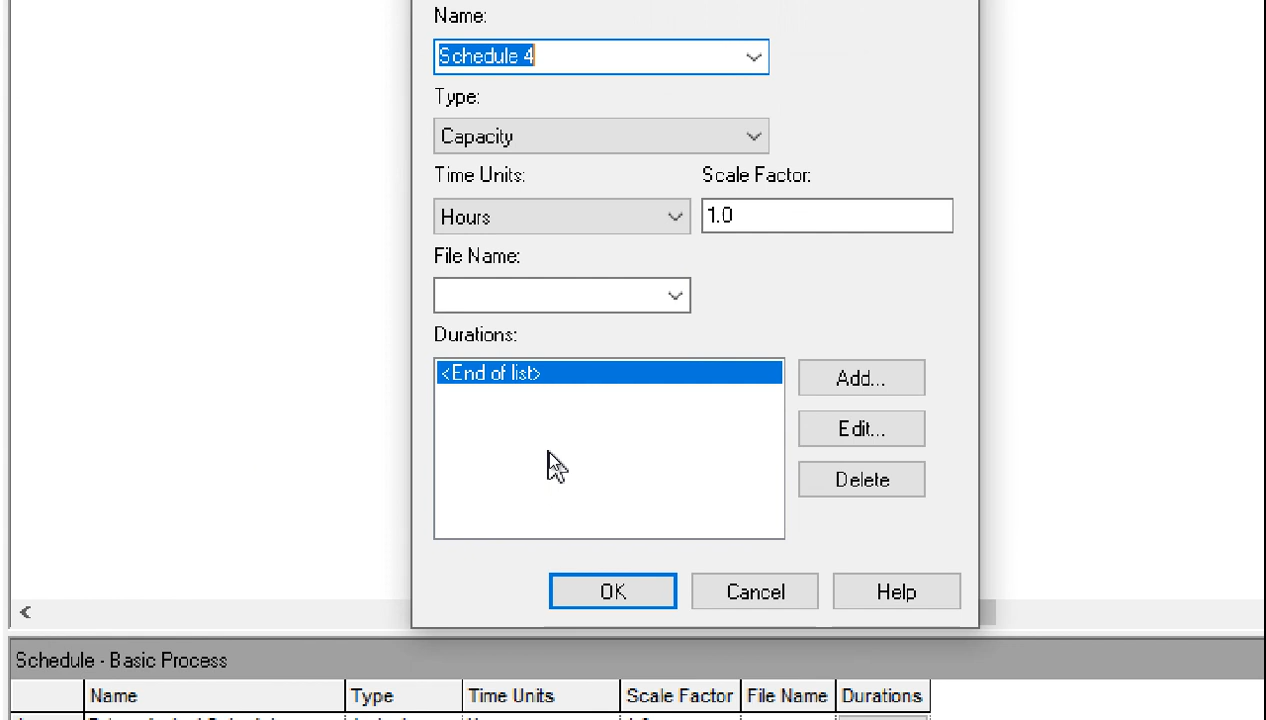 Name:
Schedule 4
Type:
Capacity
Time Units: Scale Factor:
Hours 1.0
File Name:
Durations:
<End of list>
Add...
Edit...
Delete
OK Cancel Help
<
Schedule - Basic Process
Name Type Time Units Scale Factor File Name Durations